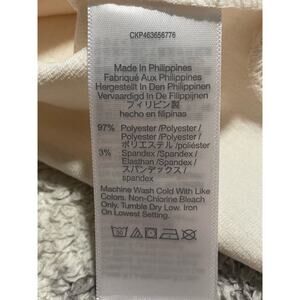 CKP463656776
Made In Philippines
Fabriqué Aux Philippines
Hergestellt In Den Philippinen
Vervaardigd In De Filippijnen
フィリピン製
hecho en filipinas
97% Polyester /Polyester /
Polyester /Polyester /
ポリエステル /poliéster
3% Spandex /Spandex /
Elasthan /Spandex /
スパンデックス /
spandex
Machine Wash Cold With Like
Colors. Non-Chlorine Bleach
Only. Tumble Dry Low. Iron
On Lowest Setting.